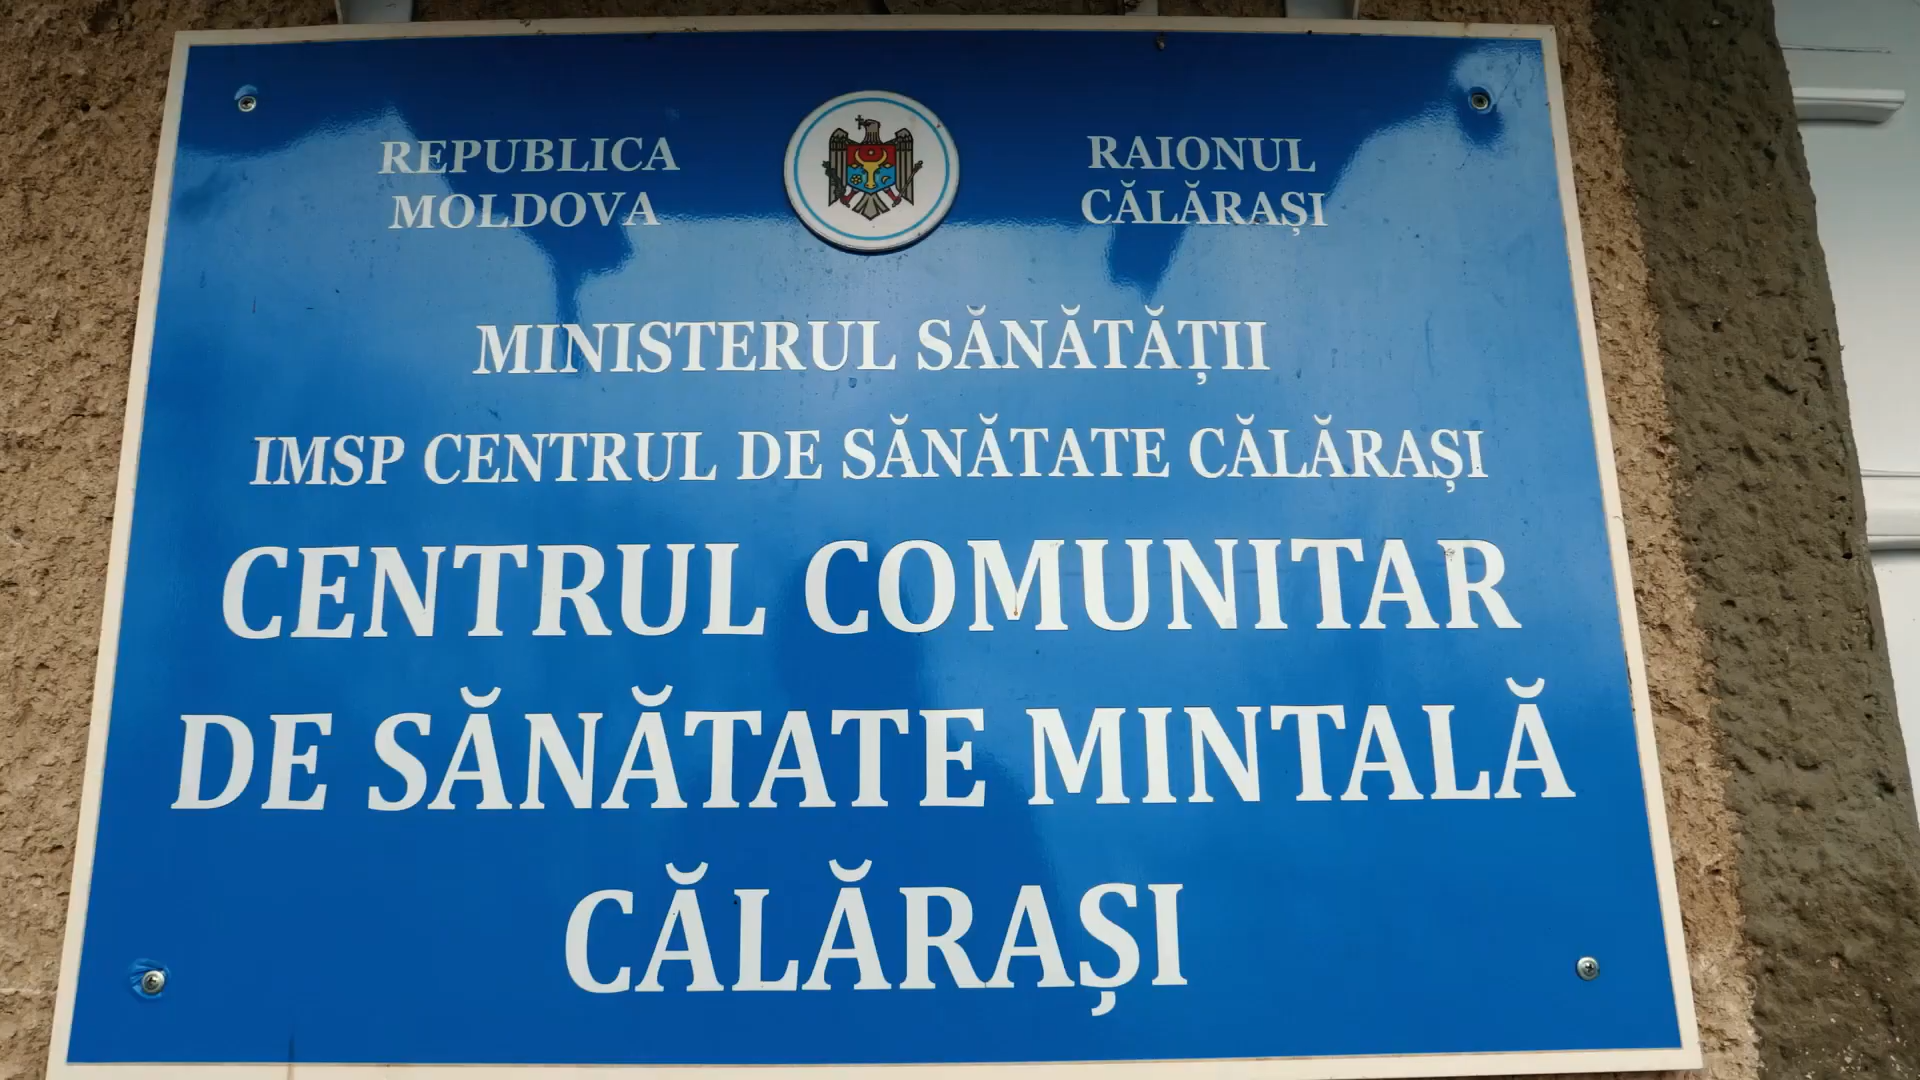 REPUBLICA
MOLDOVA
RAIONUL
CĂLĂRAȘI
MINISTERUL SĂNĂTĂȚII
IMSP CENTRUL DE SĂNĂTATE CĂLĂRAȘI
CENTRUL COMUNITAR
DE SĂNĂTATE MINTALĂ
CĂLĂRAȘI